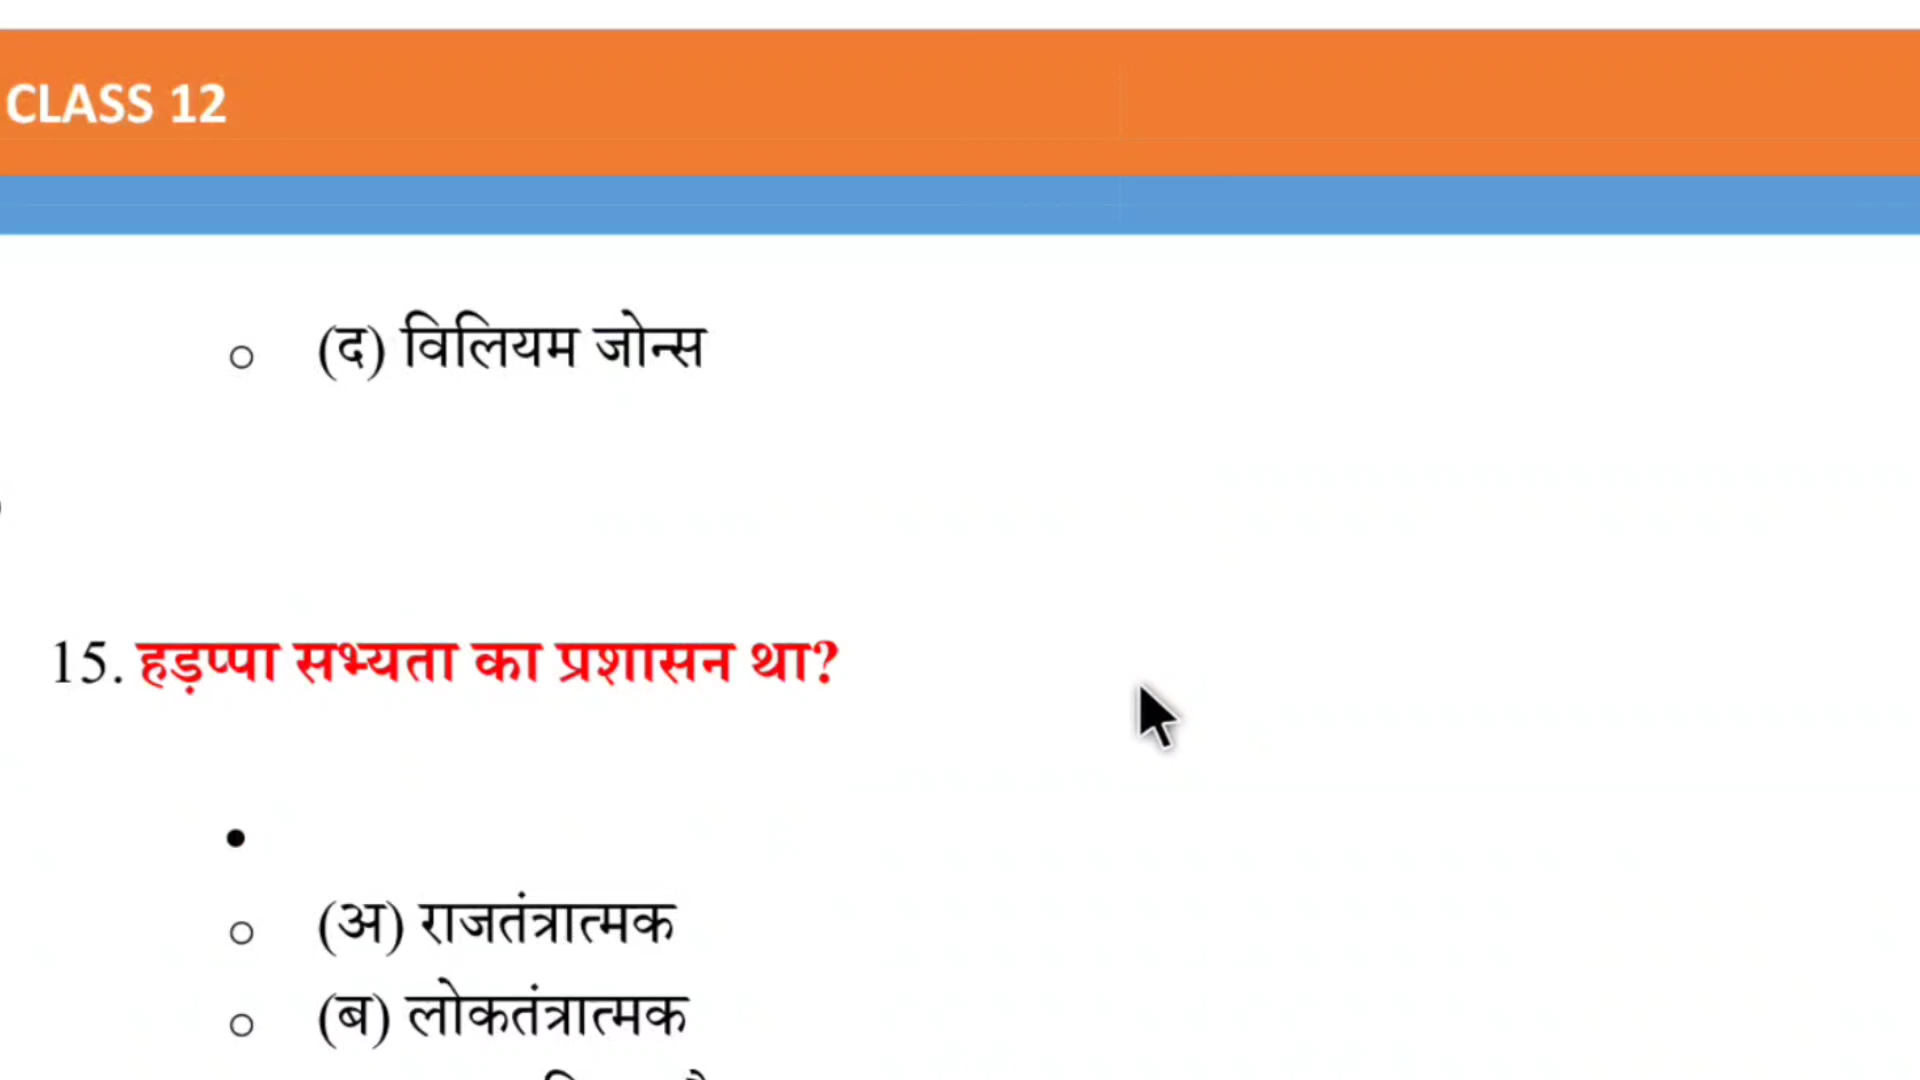 CLASS 12
(द) विलियम जोन्स
15. हड़प्पा सभ्यता का प्रशासन था?
(अ) राजतंत्रात्मक
(ब) लोकतंत्रात्मक